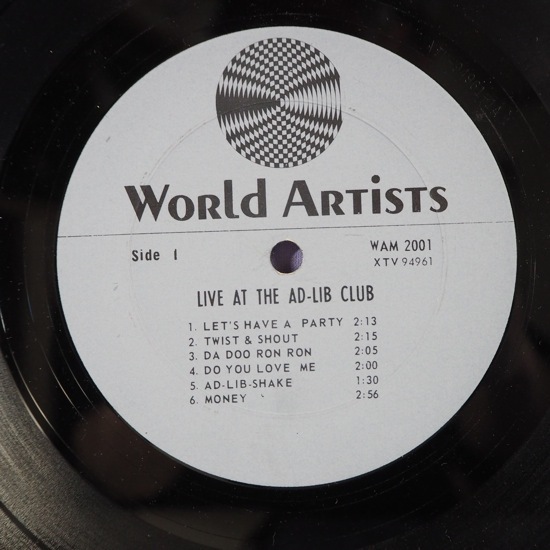 World Artists
Side 1
WAM 2001
XTV 94961
LIVE AT THE AD-LIB CLUB
1. LET'S HAVE A PARTY 2:13
2. TWIST & SHOUT 2:15
3. DA DOO RON RON 2:05
4. DO YOU LOVE ME 2:00
5. AD-LIB-SHAKE 1:30
6. MONEY 2:56